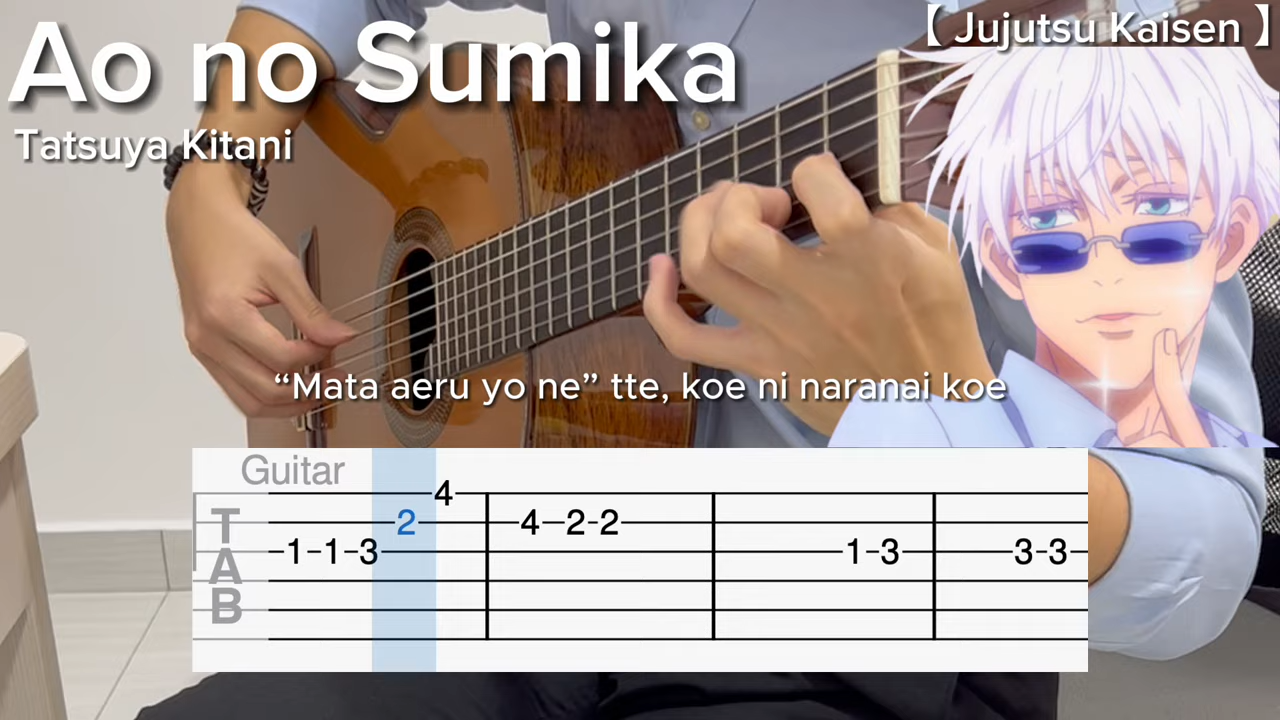 Ao no Sumika
Tatsuya Kitani
【 Jujutsu Kaisen 】
“Mata aeru yo ne” tte, koe ni naranai koe
Guitar
T
A
B
4
2 4 2 2
1 1 3 1 3 3 3